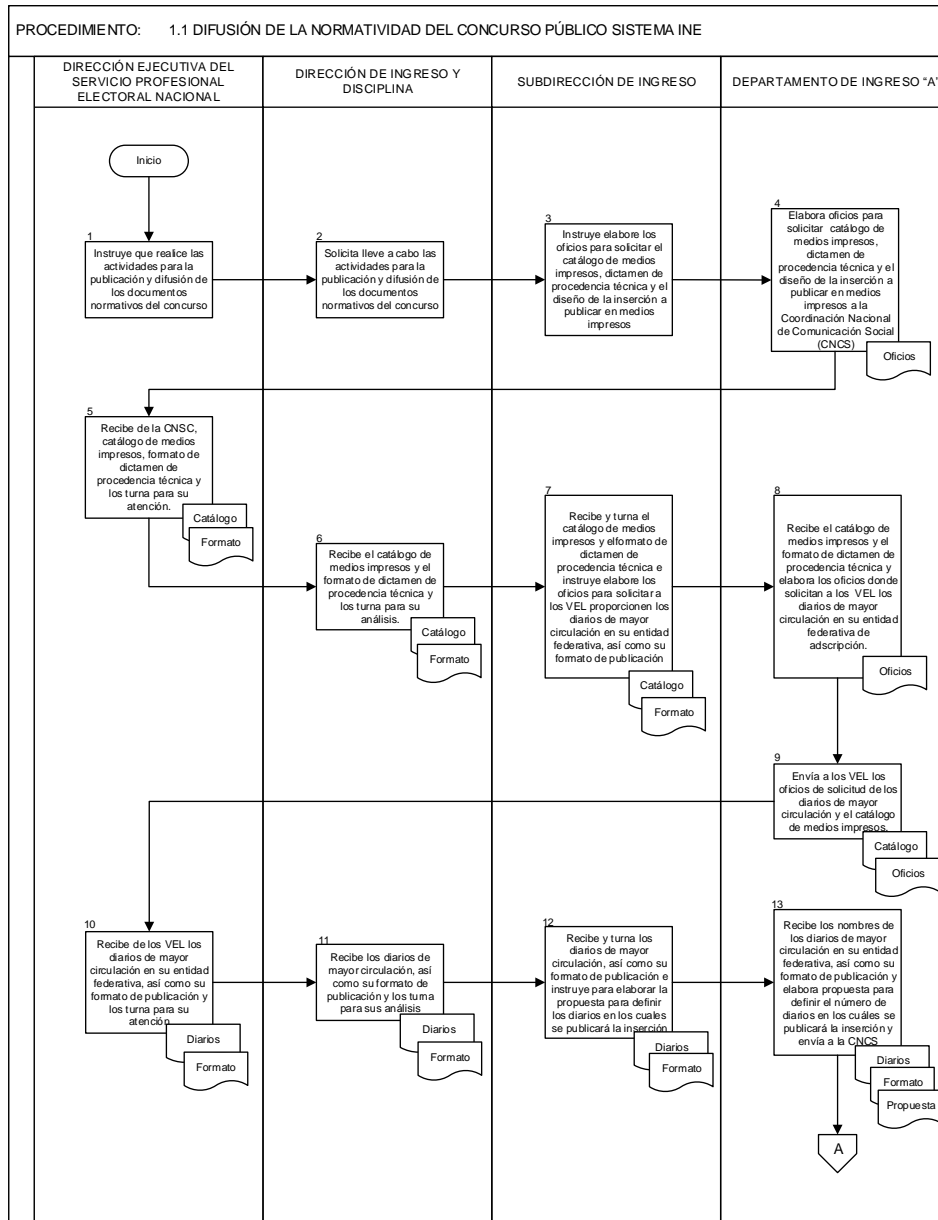 PROCEDIMIENTO: 1.1 DIFUSIÓN DE LA NORMATIVIDAD DEL CONCURSO PÚBLICO SISTEMA INE
DIRECCIÓN EJECUTIVA DEL
SERVICIO PROFESIONAL
ELECTORAL NACIONAL
DIRECCIÓN DE INGRESO Y
DISCIPLINA
SUBDIRECCIÓN DE INGRESO
DEPARTAMENTO DE INGRESO "A"
Inicio
1
Instruye que realice las
actividades para la
publicación y difusión de
los documentos
normativos del concurso
2
Solicita lleve a cabo las
actividades para la
publicación y difusión de
los documentos
normativos del concurso
3
Instruye elabore los
oficios para solicitar el
catálogo de medios
impresos, dictamen de
procedencia técnica y el
diseño de la inserción a
publicar en medios
impresos
4
Elabora oficios para
solicitar catálogo de
medios impresos,
dictamen de
procedencia técnica y el
diseño de la inserción a
publicar en medios
impresos a la
Coordinación Nacional
de Comunicación Social
(CNCS)
Oficios
5
Recibe de la CNSC,
catálogo de medios
impresos, formato de
dictamen de
procedencia técnica y
los turna para su
atención.
Catálogo
Formato
6
Recibe el catálogo de
medios impresos y el
formato de dictamen de
procedencia técnica y
los turna para su
análisis.
Catálogo
Formato
7
Recibe y turna el
catálogo de medios
impresos y elformato de
dictamen de
procedencia técnica e
instruye elabore los
oficios para solicitar a
los VEL proporcionen los
diarios de mayor
circulación en su entidad
federativa, así como su
formato de publicación
Catálogo
Formato
8
Recibe el catálogo de
medios impresos y el
formato de dictamen de
procedencia técnica y
elabora los oficios donde
solicitan a los VEL los
diarios de mayor
circulación en su entidad
federativa de
adscripción.
Oficios
9
Envía a los VEL los
oficios de solicitud de los
diarios de mayor
circulación y el catálogo
de medios impresos.
Catálogo
Oficios
10
Recibe de los VEL los
diarios de mayor
circulación en su entidad
federativa, así como su
formato de publicación y
los turna para su
atención
Diarios
Formato
11
Recibe los diarios de
mayor circulación, así
como su formato de
publicación y los turna
para sus análisis
Diarios
Formato
12
Recibe y turna los
diarios de mayor
circulación, así como su
formato de publicación e
instruye para elaborar la
propuesta para definir
los diarios en los cuales
se publicará la inserción
Diarios
Formato
13
Recibe los nombres de
los diarios de mayor
circulación en su entidad
federativa, así como su
formato de publicación y
elabora propuesta para
definir el número de
diarios en los cuáles se
publicará la inserción y
envía a la CNCS
Diarios
Formato
Propuesta
A